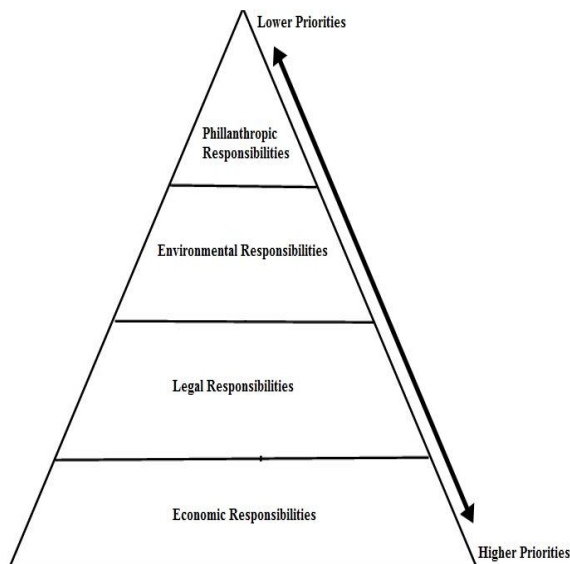 Lower Priorities
Phillanthropic
Responsibilities
Environmental Responsibilities
Legal Responsibilities
Economic Responsibilities
Higher Priorities